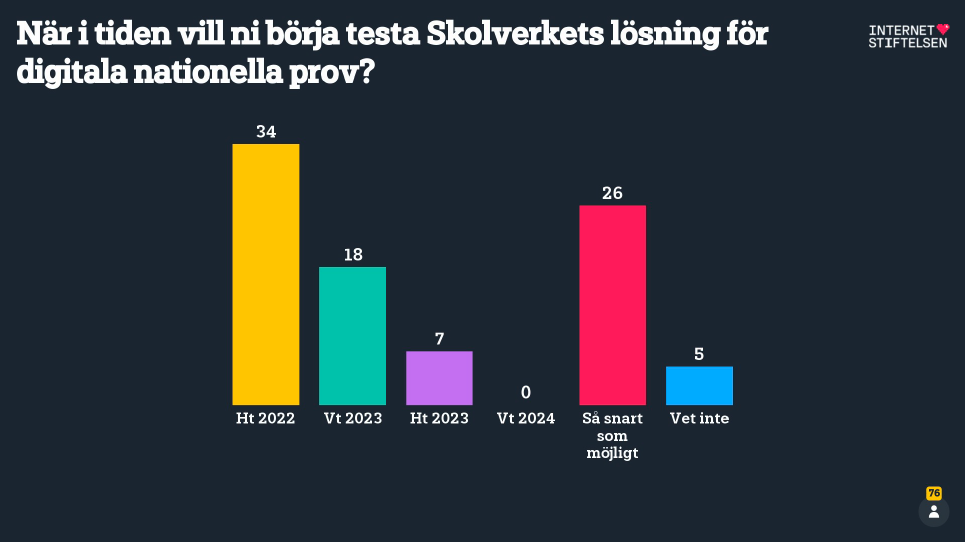 När i tiden vill ni börja testa Skolverkets lösning för
digitala nationella prov?
INTERNET
STIFTELSEN
34
18
7
0
26
5
Ht 2022
Vt 2023
Ht 2023
Vt 2024
Så snart
som
möjligt
Vet inte
76